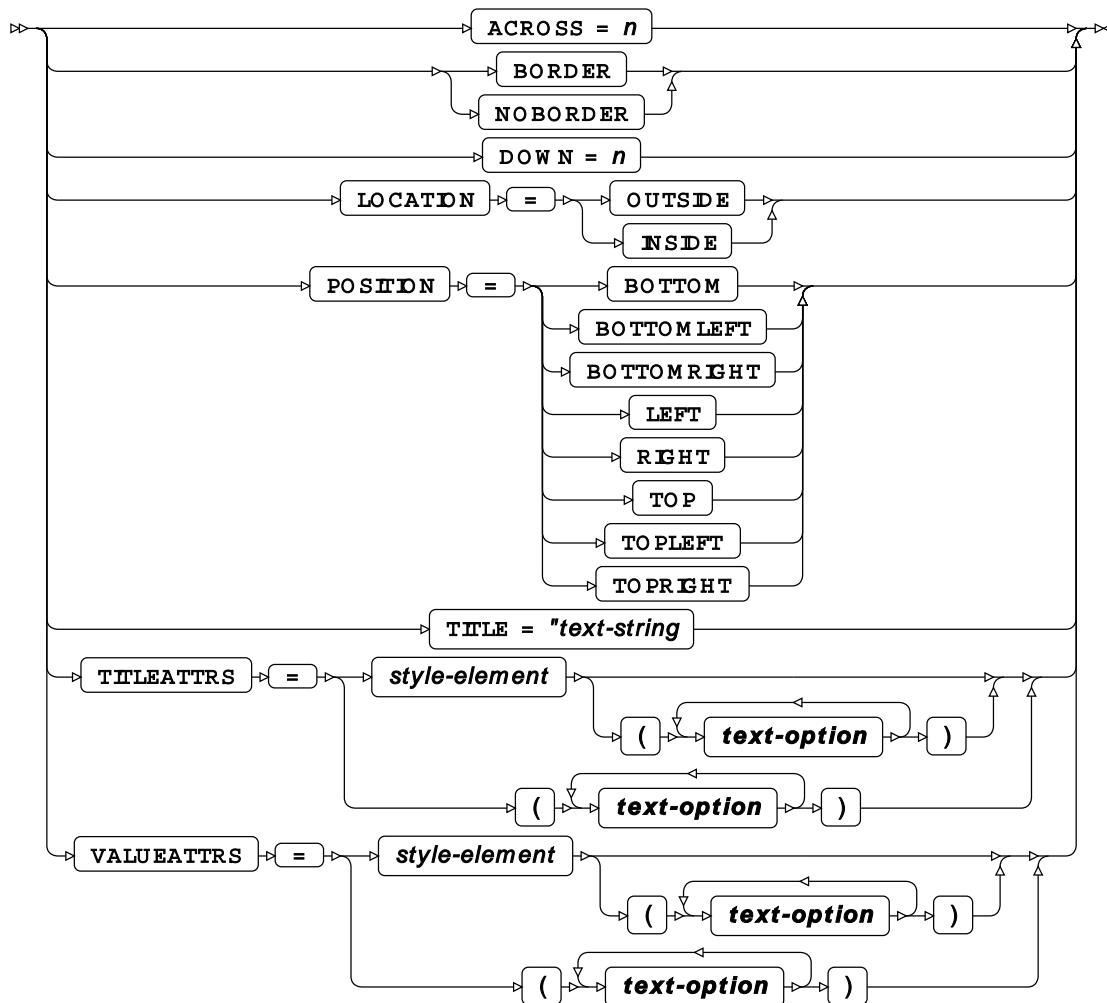 ACROSS = n
BORDER
NOBORDER
DOWN = n
LOCATION = OUTSIDE
INSIDE
POSITION = BOTTOM
BOTTOMLEFT
BOTTOMRIGHT
LEFT
RIGHT
TOP
TOPLEFT
TOPRIGHT
TITLE = "text-string
TITLEATTRS = style-element
( text-option )
( text-option )
VALUEATTRS = style-element
( text-option )
( text-option )